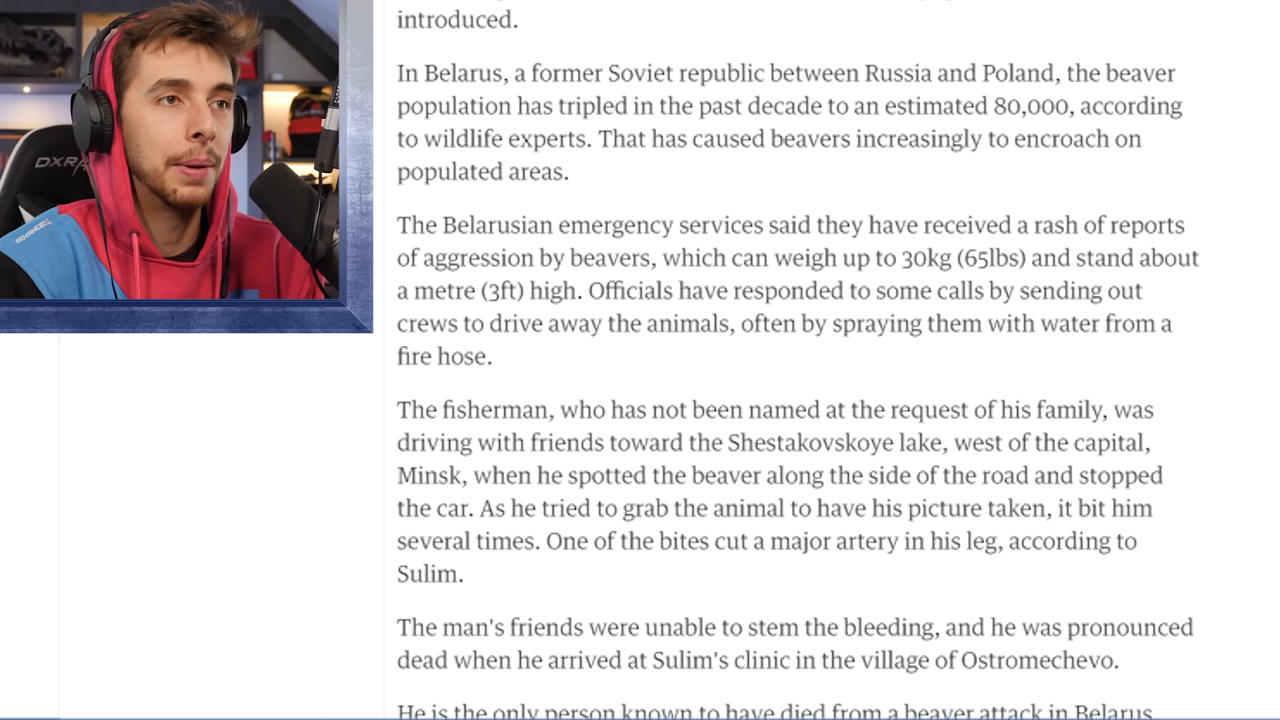 introduced.
In Belarus, a former Soviet republic between Russia and Poland, the beaver
population has tripled in the past decade to an estimated 80,000, according
to wildlife experts. That has caused beavers increasingly to encroach on
populated areas.
The Belarusian emergency services said they have received a rash of reports
of aggression by beavers, which can weigh up to 30kg (65lbs) and stand about
a metre (3ft) high. Officials have responded to some calls by sending out
crews to drive away the animals, often by spraying them with water from a
fire hose.
The fisherman, who has not been named at the request of his family, was
driving with friends toward the Shestakovskoye lake, west of the capital,
Minsk, when he spotted the beaver along the side of the road and stopped
the car. As he tried to grab the animal to have his picture taken, it bit him
several times. One of the bites cut a major artery in his leg, according to
Sulim.
The man's friends were unable to stem the bleeding, and he was pronounced
dead when he arrived at Sulim's clinic in the village of Ostromechevo.
He is the only person known to have died from a beaver attack in Belarus
DXRA